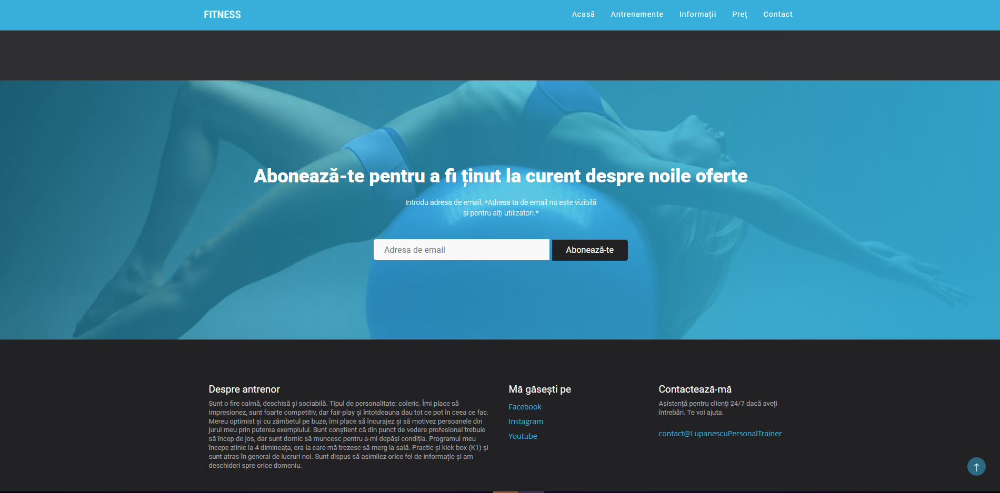 FITNESS
Acasă Antrenamente Informații Preț Contact
Abonează-te pentru a fi ținut la curent despre noile oferte
Introdu adresa de email. *Adresa ta de email nu este vizibilă
și pentru alți utilizatori.*
Adresa de email
Abonează-te
Despre antrenor
Sunt o fire calmă, deschisă și sociabilă. Tipul de personalitate: coleric. Îmi place să
impresionez, sunt foarte competitiv, dar fair-play și întotdeauna dau tot ce pot în ceea ce fac.
Mereu optimist și cu zâmbetul pe buze, îmi place să încurajez și să motivez persoanele din
jurul meu prin puterea exemplului. Sunt conștient că din punct de vedere profesional trebuie
să încep de jos, dar sunt dornic să muncesc pentru a-mi depăși condiția. Programul meu
începe zilnic la 4 dimineața, ora la care mă trezesc să merg la sală. Practic și kick box (K1) și
sunt atras în general de lucruri noi. Sunt dispus să asimilez orice fel de informație și am
deschideri spre orice domeniu.
Mă găsești pe
Facebook
Instagram
Youtube
Contactează-mă
Asistență pentru clienți 24/7 dacă aveți
întrebări. Te voi ajuta.
contact@LupanescuPersonalTrainer